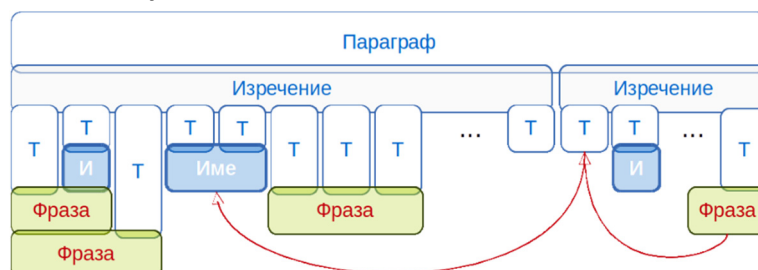 Параграф
Изречение Изречение
Т Т Т Т ... Т Т Т ...
Т Т Т Т Т Т
И Име И
Фраза Фраза Фраза
Фраза